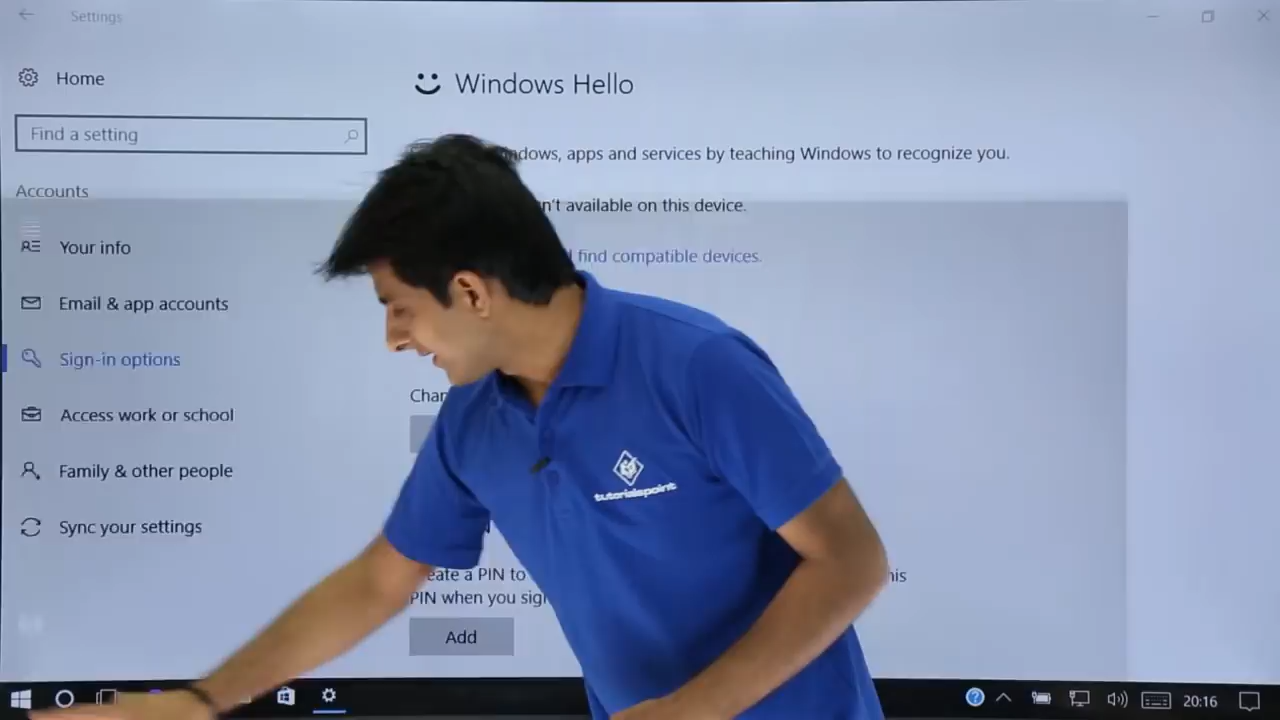 Settings
Home
Windows Hello
Find a setting
ndows, apps and services by teaching Windows to recognize you.
Accounts
n't available on this device.
Your info
find compatible devices.
Email & app accounts
Sign-in options
Chan
Access work or school
Family & other people
tutorialspoint
Sync your settings
eate a PIN to
his
PIN when you sign
Add
20:16